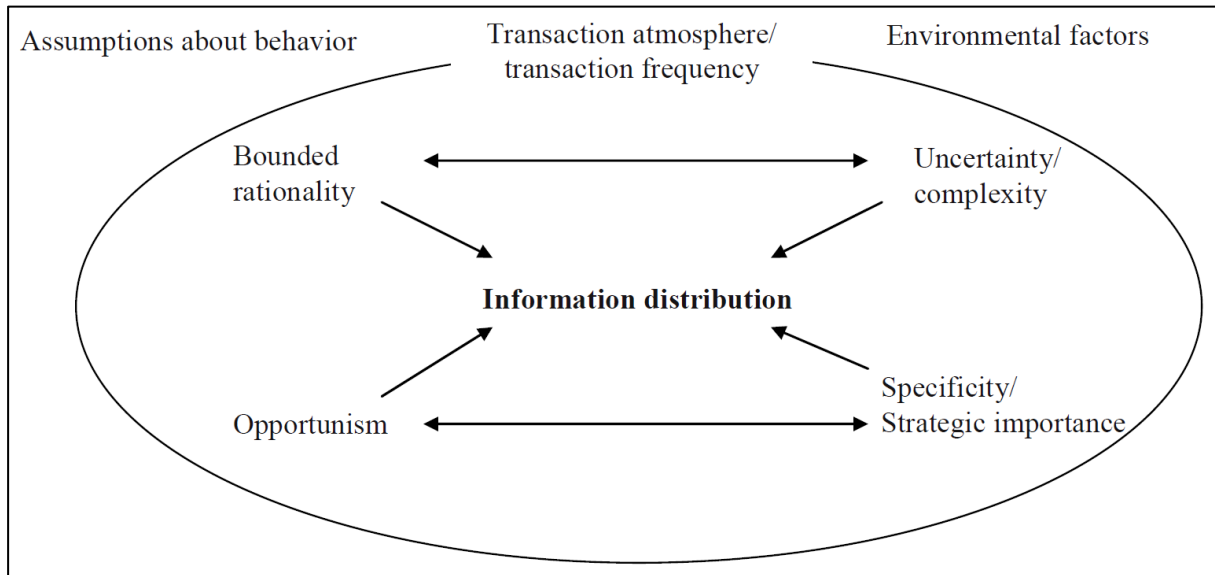 Assumptions about behavior
Transaction atmosphere/
transaction frequency
Environmental factors
Bounded
rationality
Uncertainty/
complexity
Information distribution
Opportunism
Specificity/
Strategic importance